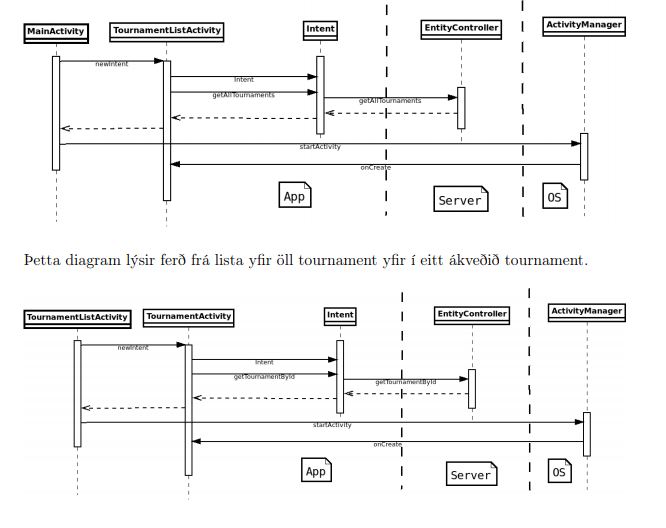 MainActivity
TournamentListActivity
Intent
EntityController
ActivityManager
newIntent
Intent
getAllTournaments
getAllTournaments
startActivity
onCreate
App
Server
OS
Þetta diagram lýsir ferð frá lista yfir öll tournament yfir í eitt ákveðið tournament.
TournamentListActivity
TournamentActivity
Intent
EntityController
ActivityManager
newIntent
Intent
getTournamentById
getTournamentById
startActivity
onCreate
App
Server
OS